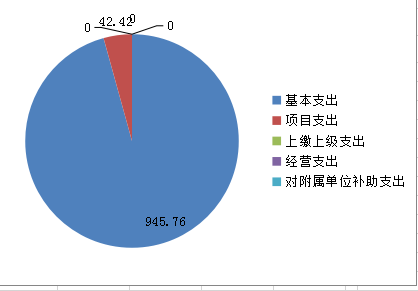 0
42.42
0
0
945.76
基本支出
项目支出
上缴上级支出
经营支出
对附属单位补助支出